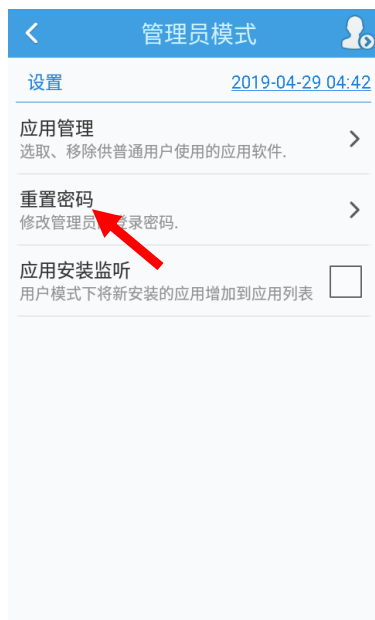 管理员模式
设置 2019-04-29 04:42
应用管理
选取、移除供普通用户使用的应用软件.
重置密码
修改管理员 登录密码.
应用安装监听
用户模式下将新安装的应用增加到应用列表